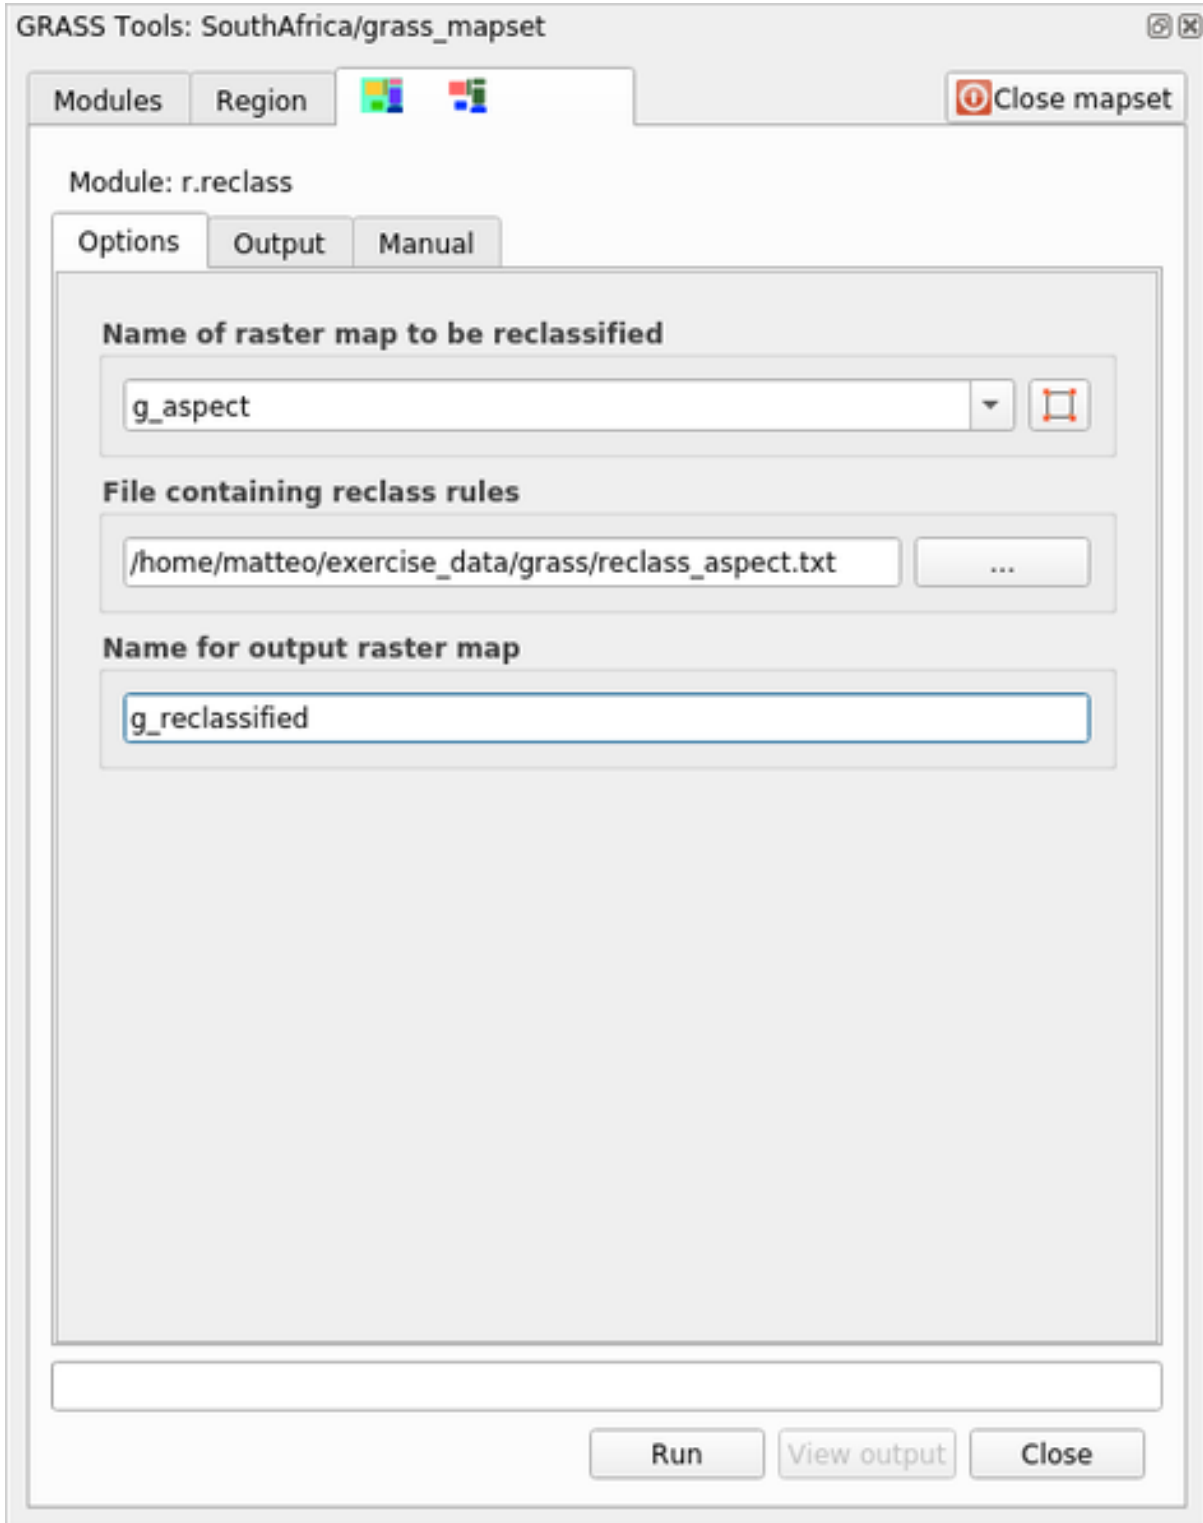 GRASS Tools: SouthAfrica/grass_mapset
Modules Region Close mapset
Module: r.reclass
Options Output Manual
Name of raster map to be reclassified
g_aspect
File containing reclass rules
/home/matteo/exercise_data/grass/reclass_aspect.txt ...
Name for output raster map
g_reclassified
Run View output Close